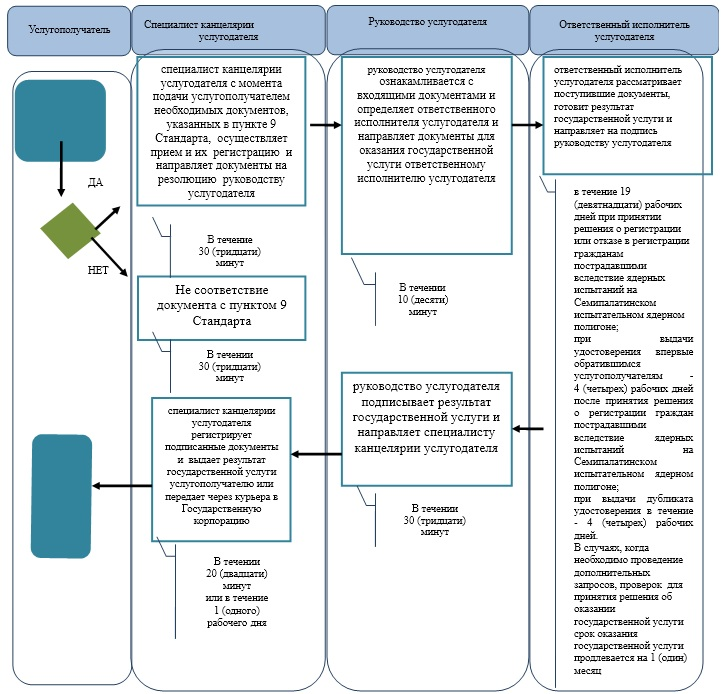 Услугополучатель
Специалист канцелярии
услугодателя
Руководство услугодателя
Ответственный исполнитель
услугодателя
ДА
НЕТ
специалист канцелярии
услугодателя с момента
подачи услугополучателем
необходимых документов,
указанных в пункте 9
Стандарта, осуществляет
прием и их регистрацию и
направляет документы на
резолюцию руководству
услугодателя
В течение
30 (тридцати)
минут
Не соответствие
документа с пунктом 9
Стандарта
В течении
30 (тридцати)
минут
специалист канцелярии
услугодателя
регистрирует
подписанные документы
и выдает результат
государственной услуги
услугополучателю или
передает через курьера в
Государственную
корпорацию
В течении
20 (двадцати)
минут
или в течение
1 (одного)
рабочего дня
руководство услугодателя
ознакамливается с
входящими документами и
определяет ответственного
исполнителя услугодателя и
направляет документы для
оказания государственной
услуги ответственному
исполнителю услугодателя
В течении
10 (десяти)
минут
руководство услугодателя
подписывает результат
государственной услуги и
направляет специалисту
канцелярии услугодателя
В течении
30 (тридцати)
минут
ответственный исполнитель
услугодателя рассматривает
поступившие документы,
готовит результат
государственной услуги и
направляет на подпись
руководству услугодателя
в течение 19
(девятнадцати) рабочих
дней при принятии
решения о регистрации
или отказе в регистрации
гражданам
пострадавшими
вследствие ядерных
испытаний на
Семипалатинском
испытательном ядерном
полигоне;
при выдачи
удостоверения впервые
обратившимся
услугополучателям -
4 (четырех) рабочих дней
после принятия решения
о регистрации граждан
пострадавшими
вследствие ядерных
испытаний на
Семипалатинском
испытательном ядерном
полигоне;
при выдачи дубликата
удостоверения в течение
- 4 (четырех) рабочих
дней.
В случаях, когда
необходимо проведение
дополнительных
запросов, проверок для
принятия решения об
оказании
государственной услуги
срок оказания
государственной услуги
продлевается на 1 (один)
месяц